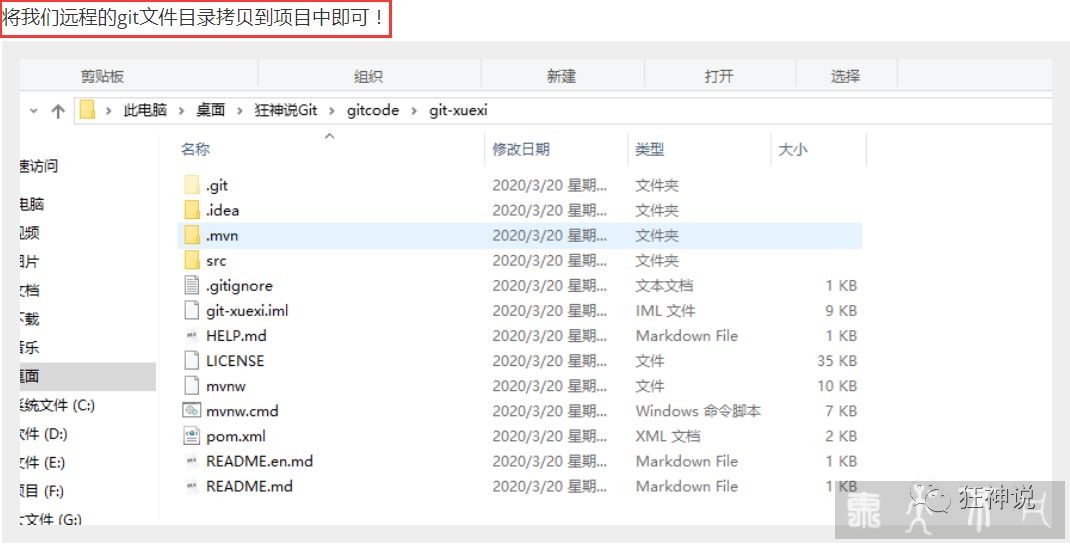 将我们远程的git文件目录拷贝到项目中即可！
剪贴板 组织 新建 打开 选择
此电脑 桌面 狂神说Git gitcode git-xuexi
名称 修改日期 类型 大小
速访问
电脑
视频
图片
文档
下载
音乐
桌面
系统文件 (C:)
软件 (D:)
文件 (E:)
项目 (F:)
大文件 (G:)
.git 2020/3/20 星期... 文件夹
.idea 2020/3/20 星期... 文件夹
.mvn 2020/3/20 星期... 文件夹
src 2020/3/20 星期... 文件夹
.gitignore 2020/3/20 星期... 文本文档 1 KB
git-xuexi.iml 2020/3/20 星期... IML 文件 9 KB
HELP.md 2020/3/20 星期... Markdown File 1 KB
LICENSE 2020/3/20 星期... 文件 35 KB
mvnw 2020/3/20 星期... 文件 10 KB
mvnw.cmd 2020/3/20 星期... Windows 命令脚本 7 KB
pom.xml 2020/3/20 星期... XML 文档 2 KB
README.en.md 2020/3/20 星期... Markdown File 1 KB
README.md 2020/3/20 星期... Markdown File 1 KB
狂神说